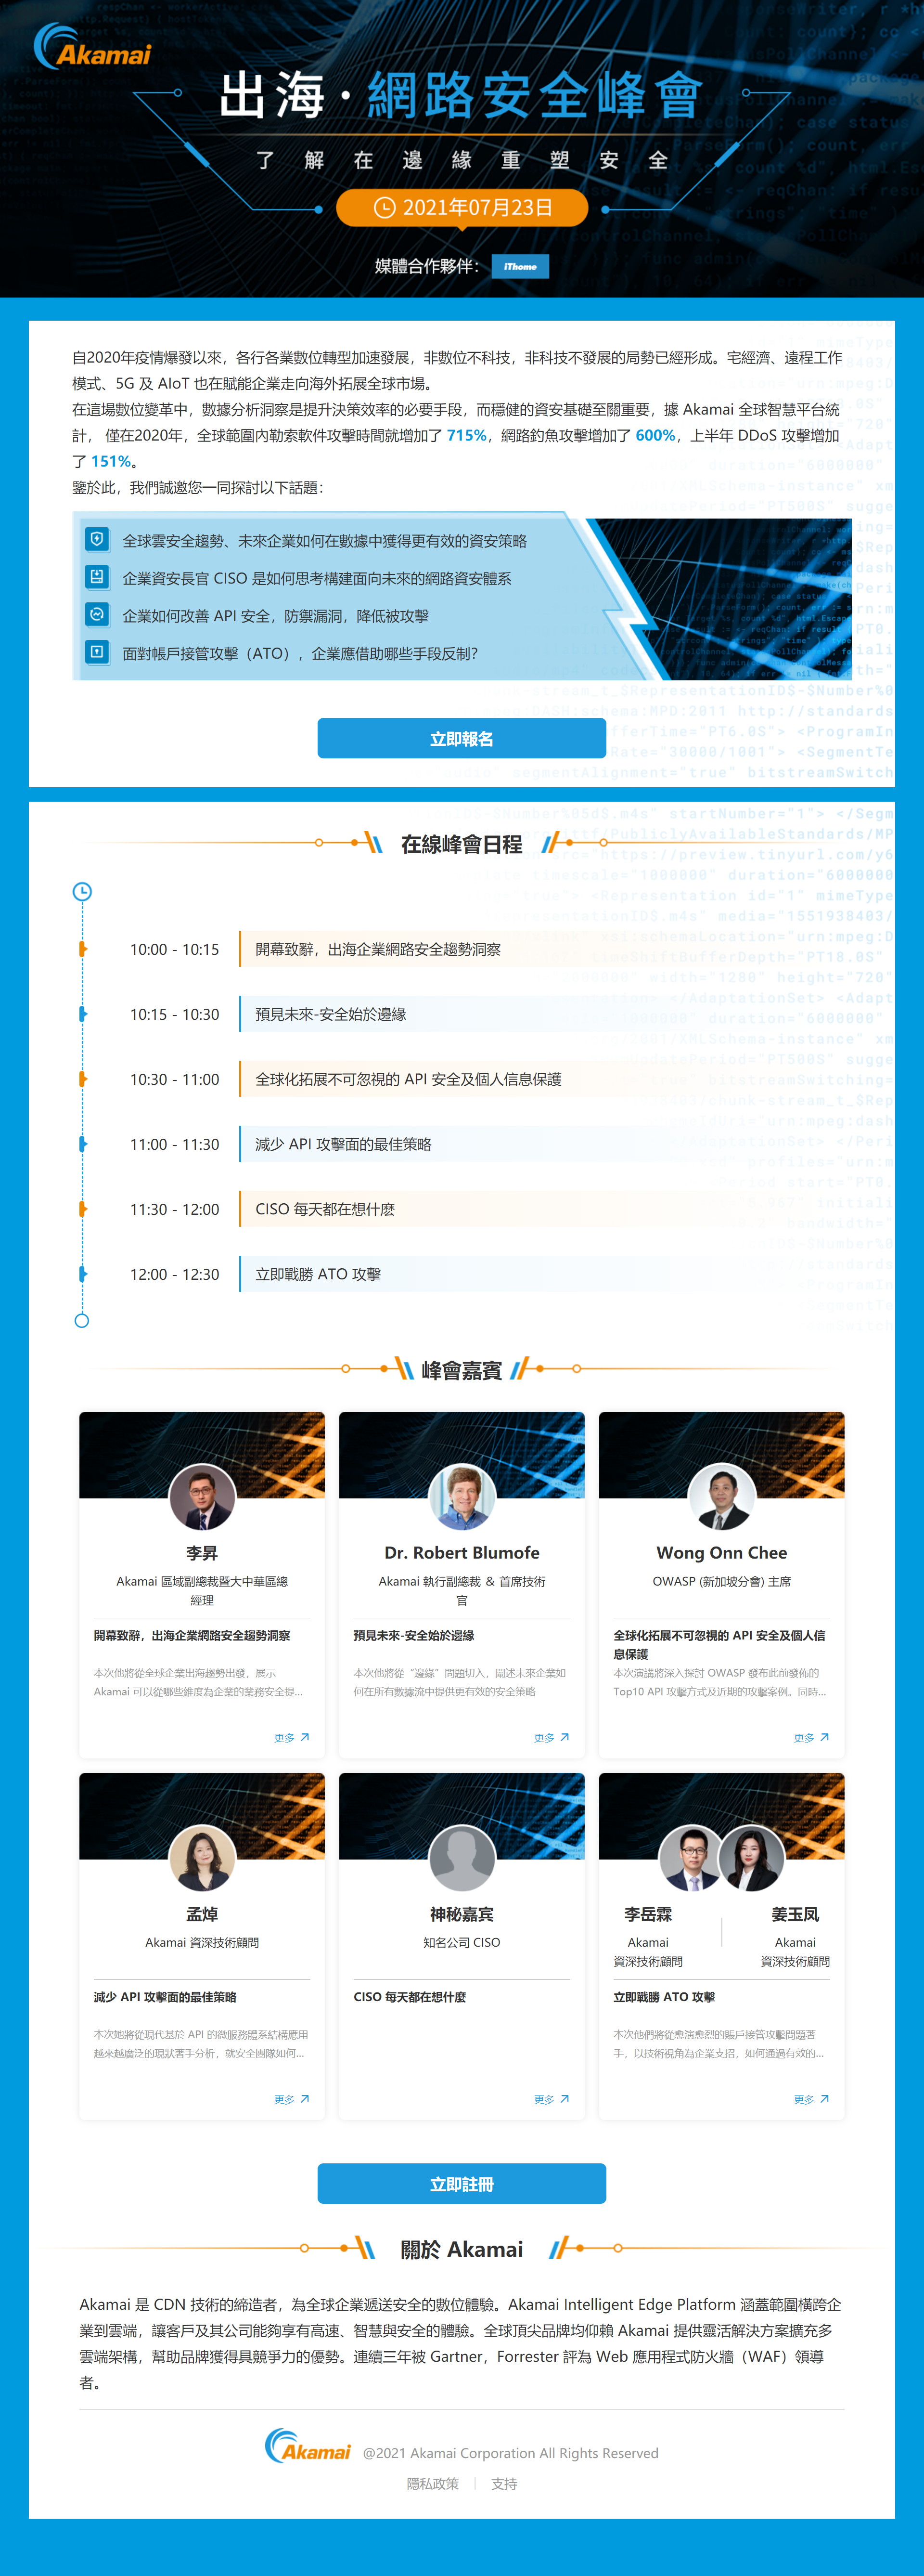 Akamai
出海·網路安全峰會
了解在邊緣重塑安全
2021年07月23日
媒體合作夥伴： iThome
自2020年疫情爆發以來，各行各業數位轉型加速發展，非數位不科技，非科技不發展的局勢已經形成。宅經濟、遠程工作
模式、5G 及 AIoT 也在賦能企業走向海外拓展全球市場。
在這場數位變革中，數據分析洞察是提升決策效率的必要手段，而穩健的資安基礎至關重要，據 Akamai 全球智慧平台統
計， 僅在2020年，全球範圍內勒索軟件攻擊時間就增加了 715%，網路釣魚攻擊增加了 600%，上半年 DDoS 攻擊增加
了 151%。
鑒於此，我們誠邀您一同探討以下話題：
全球雲安全趨勢、未來企業如何在數據中獲得更有效的資安策略
企業資安長官 CISO 是如何思考構建面向未來的網路資安體系
企業如何改善 API 安全，防禦漏洞，降低被攻擊
面對帳戶接管攻擊（ATO），企業應借助哪些手段反制？
立即報名
在線峰會日程
10:00 - 10:15 開幕致辭，出海企業網路安全趨勢洞察
10:15 - 10:30 預見未來-安全始於邊緣
10:30 - 11:00 全球化拓展不可忽視的 API 安全及個人信息保護
11:00 - 11:30 減少 API 攻擊面的最佳策略
11:30 - 12:00 CISO 每天都在想什麽
12:00 - 12:30 立即戰勝 ATO 攻擊
峰會嘉賓
李昇
Akamai 區域副總裁暨大中華區總
經理
開幕致辭，出海企業網路安全趨勢洞察
本次他將從全球企業出海趨勢出發，展示
Akamai 可以從哪些維度為企業的業務安全提...
更多
Dr. Robert Blumofe
Akamai 執行副總裁 & 首席技術
官
預見未來-安全始於邊緣
本次他將從“邊緣”問題切入，闡述未來企業如
何在所有數據流中提供更有效的安全策略
更多
Wong Onn Chee
OWASP (新加坡分會) 主席
全球化拓展不可忽視的 API 安全及個人信
息保護
本次演講將深入探討 OWASP 發布此前發佈的
Top10 API 攻擊方式及近期的攻擊案例。同時...
更多
孟焯
Akamai 資深技術顧問
減少 API 攻擊面的最佳策略
本次她將從現代基於 API 的微服務體系結構應用
越來越廣泛的現狀著手分析，就安全團隊如何...
更多
神秘嘉宾
知名公司 CISO
CISO 每天都在想什麼
更多
李岳霖
Akamai
資深技術顧問
姜玉凤
Akamai
資深技術顧問
立即戰勝 ATO 攻擊
本次他們將從愈演愈烈的賬戶接管攻擊問題著
手，以技術視角為企業支招，如何通過有效的...
更多
立即註冊
關於 Akamai
Akamai 是 CDN 技術的締造者，為全球企業遞送安全的數位體驗。Akamai Intelligent Edge Platform 涵蓋範圍橫跨企
業到雲端，讓客戶及其公司能夠享有高速、智慧與安全的體驗。全球頂尖品牌均仰賴 Akamai 提供靈活解決方案擴充多
雲端架構，幫助品牌獲得具競爭力的優勢。連續三年被 Gartner，Forrester 評為 Web 應用程式防火牆（WAF）領導
者。
Akamai @2021 Akamai Corporation All Rights Reserved
隱私政策 | 支持